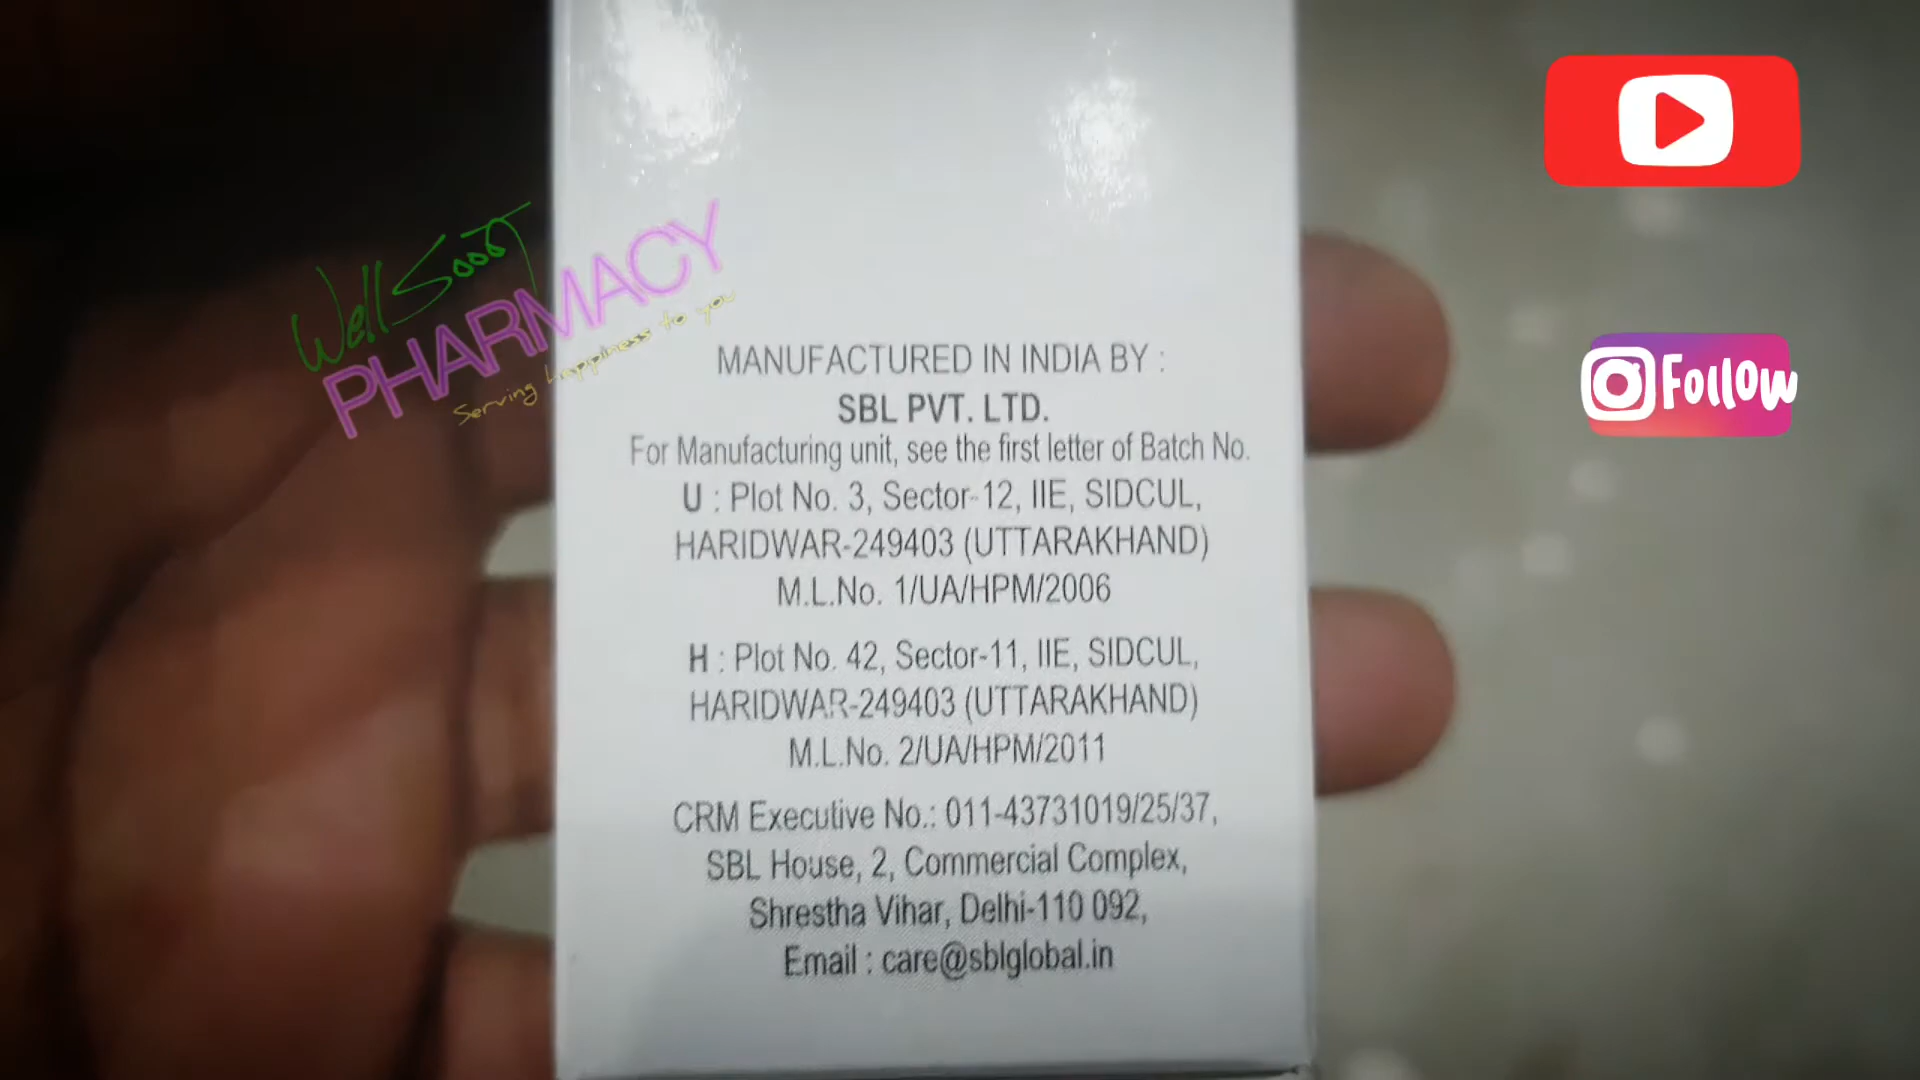 PHARMACY
Serving happiness to you
Follow
MANUFACTURED IN INDIA BY :
SBL PVT. LTD.
For Manufacturing unit, see the first letter of Batch No.
U : Plot No. 3, Sector-12, IIE, SIDCUL,
HARIDWAR-249403 (UTTARAKHAND)
M.L.No. 1/UA/HPM/2006
H : Plot No. 42, Sector-11, IIE, SIDCUL,
HARIDWAR-249403 (UTTARAKHAND)
M.L.No. 2/UA/HPM/2011
CRM Executive No.: 011-43731019/25/37,
SBL House, 2, Commercial Complex,
Shrestha Vihar, Delhi-110 092,
Email : care@sblglobal.in